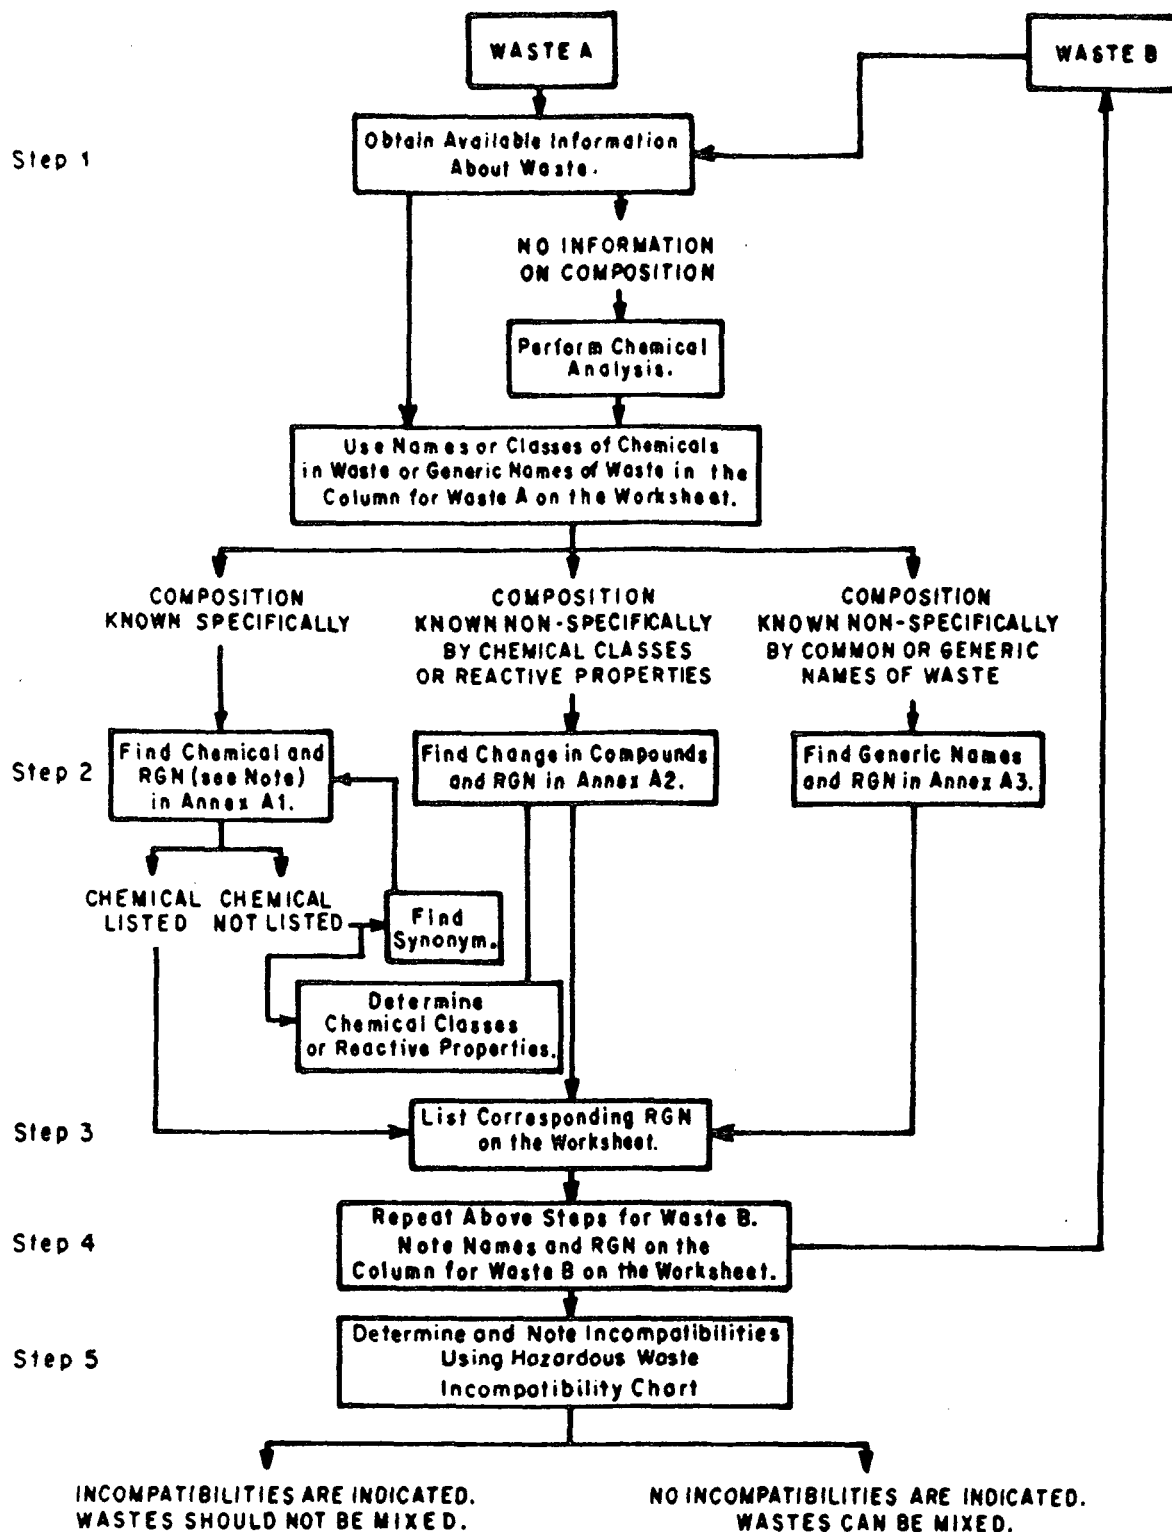 WASTE A
WASTE B
Step 1
Obtain Available Information
About Waste.
NO INFORMATION
ON COMPOSITION
Perform Chemical
Analysis.
Use Names or Classes of Chemicals
in Waste or Generic Names of Waste in the
Column for Waste A on the Worksheet.
COMPOSITION
KNOWN SPECIFICALLY
COMPOSITION
KNOWN NON-SPECIFICALLY
BY CHEMICAL CLASSES
OR REACTIVE PROPERTIES
COMPOSITION
KNOWN NON-SPECIFICALLY
BY COMMON OR GENERIC
NAMES OF WASTE
Step 2
Find Chemical and
RGN (see Note)
in Annex A1.
Find Change in Compounds
and RGN in Annex A2.
Find Generic Names
and RGN in Annex A3.
CHEMICAL
LISTED
CHEMICAL
NOT LISTED
Find
Synonym.
Determine
Chemical Classes
or Reactive Properties.
Step 3
List Corresponding RGN
on the Worksheet.
Step 4
Repeat Above Steps for Waste B.
Note Names and RGN on the
Column for Waste B on the Worksheet.
Step 5
Determine and Note Incompatibilities
Using Hazardous Waste
Incompatibility Chart
INCOMPATIBILITIES ARE INDICATED.
WASTES SHOULD NOT BE MIXED.
NO INCOMPATIBILITIES ARE INDICATED.
WASTES CAN BE MIXED.